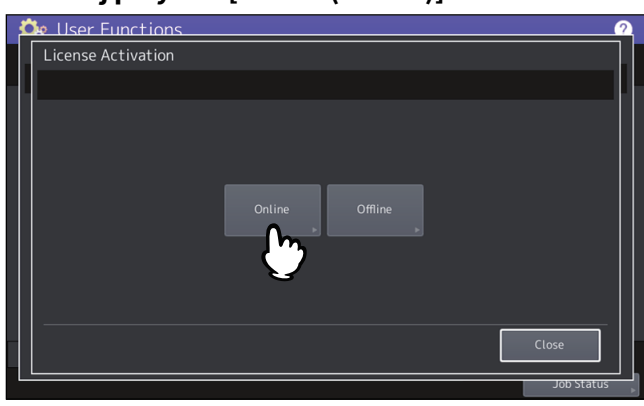 User Functions
?
License Activation
Online
Offline
Close
Job Status